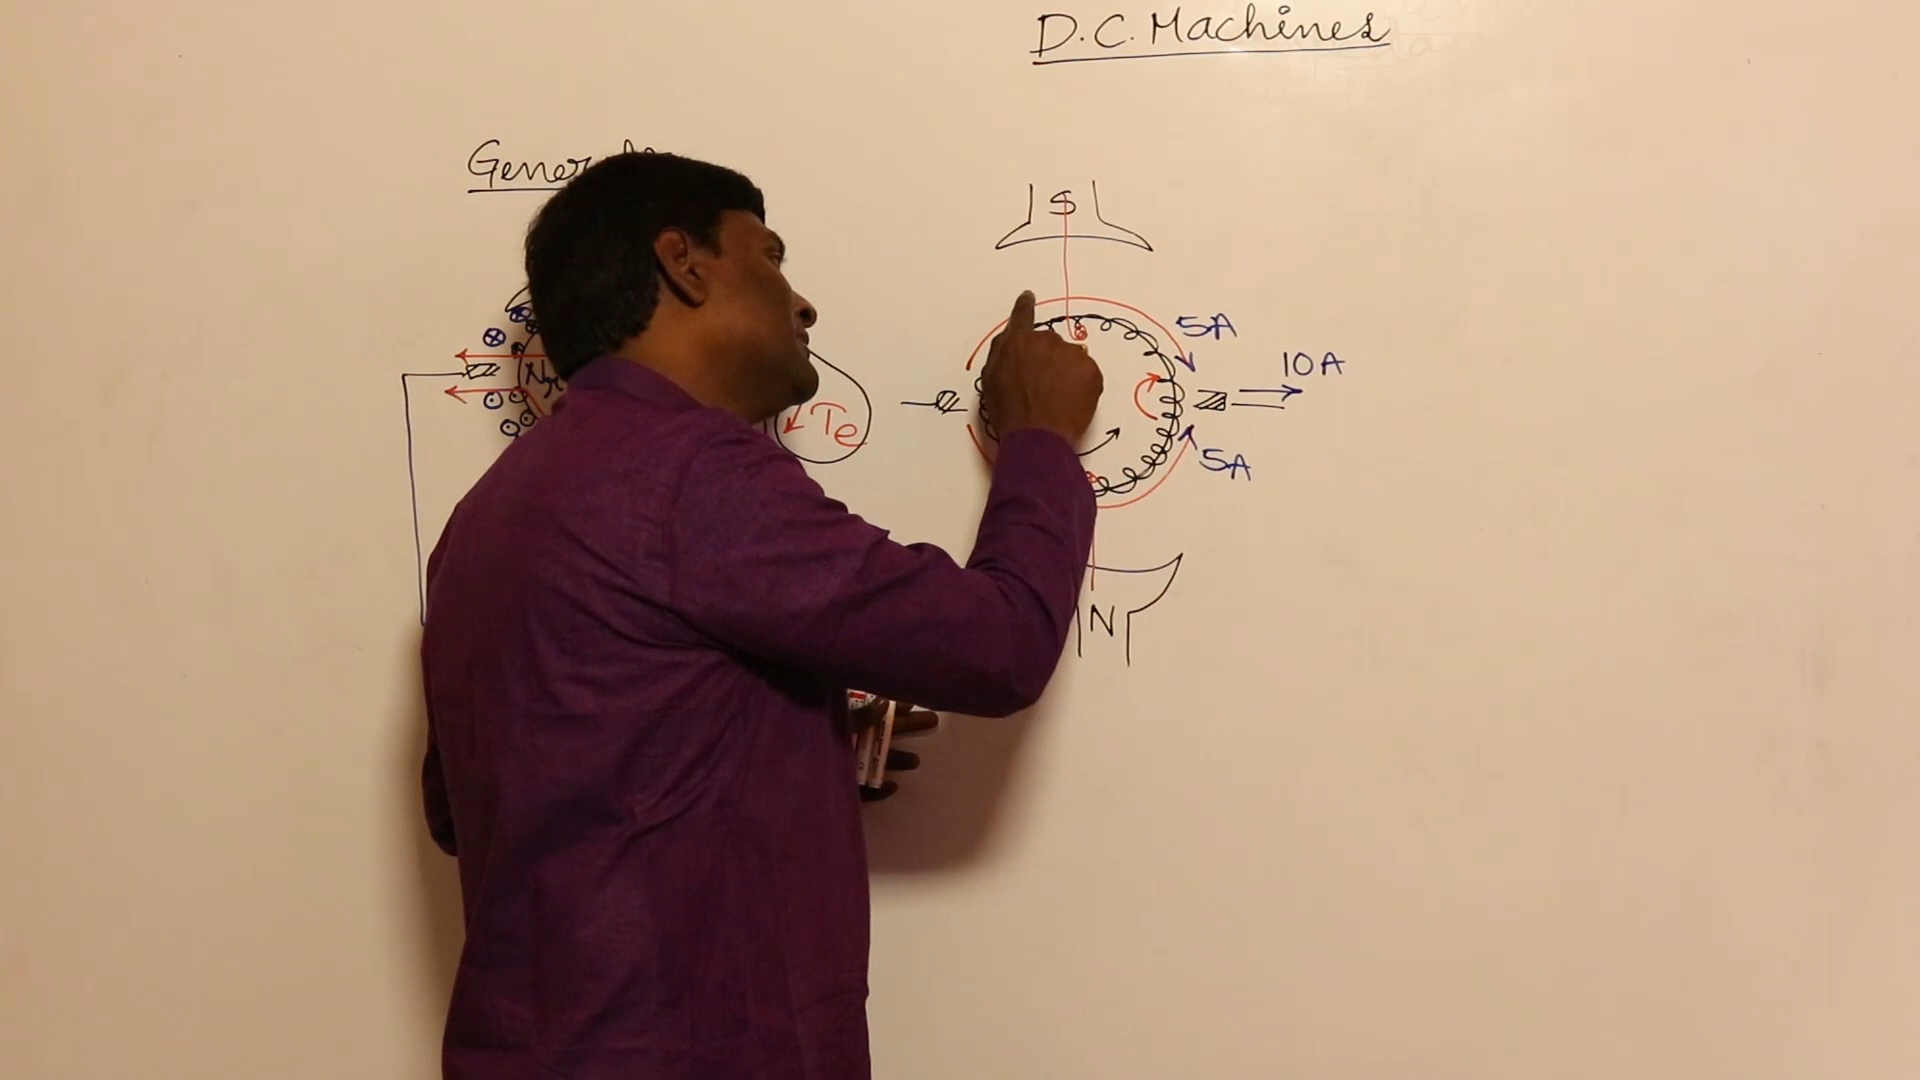 D.C. Machines
S
5A
10A
Te
5A
N